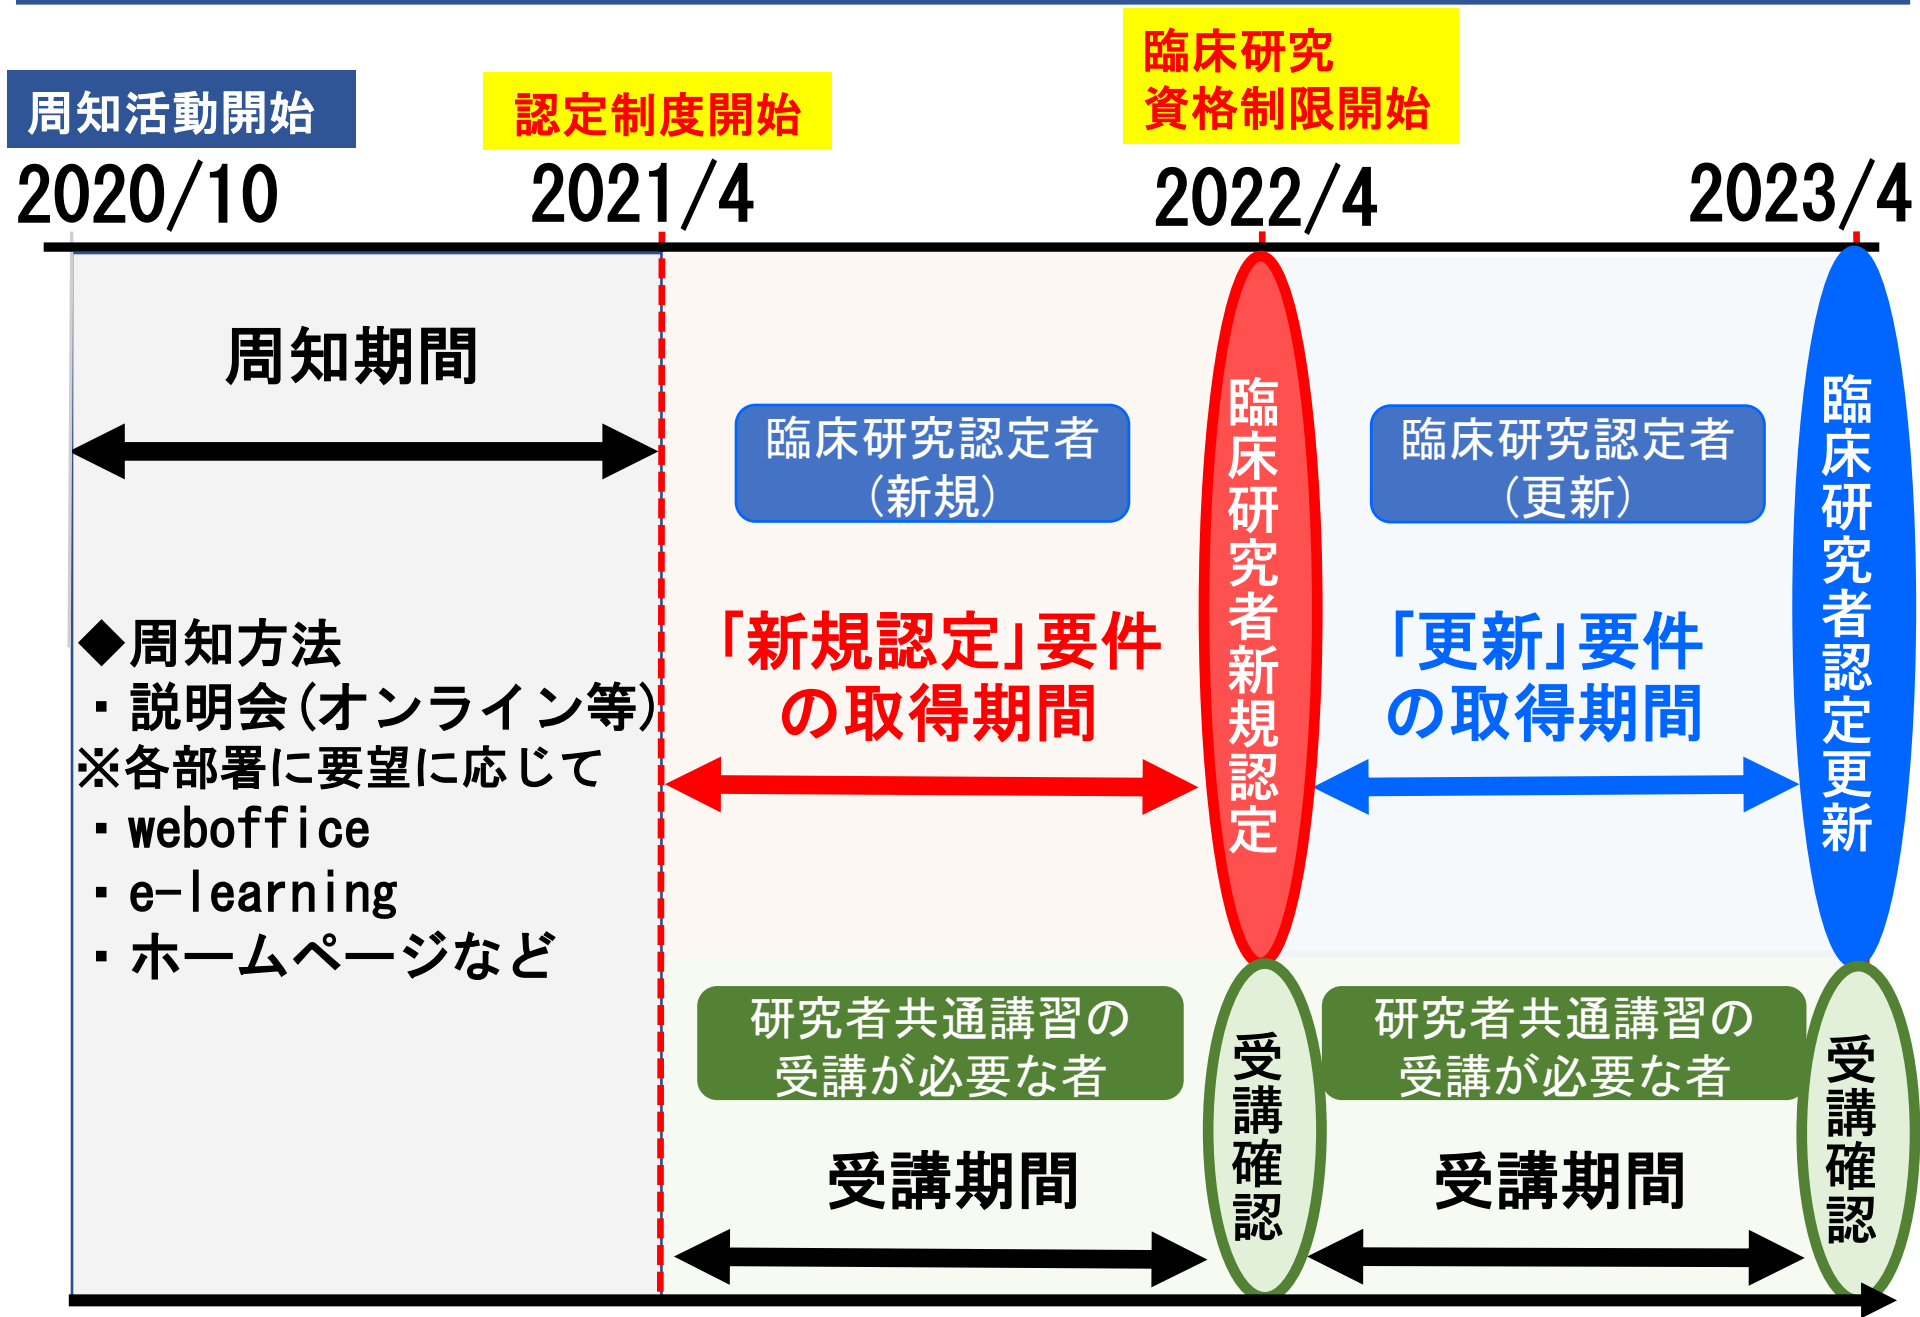 周知活動開始
認定制度開始
臨床研究
資格制限開始
2020/10
2021/4
2022/4
2023/4
周知期間
◆周知方法
・説明会(オンライン等)
※各部署に要望に応じて
・weboffice
・e-learning
・ホームページなど
臨床研究認定者
(新規)
「新規認定」要件
の取得期間
臨床研究者新規認定
臨床研究認定者
(更新)
「更新」要件
の取得期間
臨床研究者認定更新
研究者共通講習の
受講が必要な者
受講期間
受講確認
研究者共通講習の
受講が必要な者
受講期間
受講確認